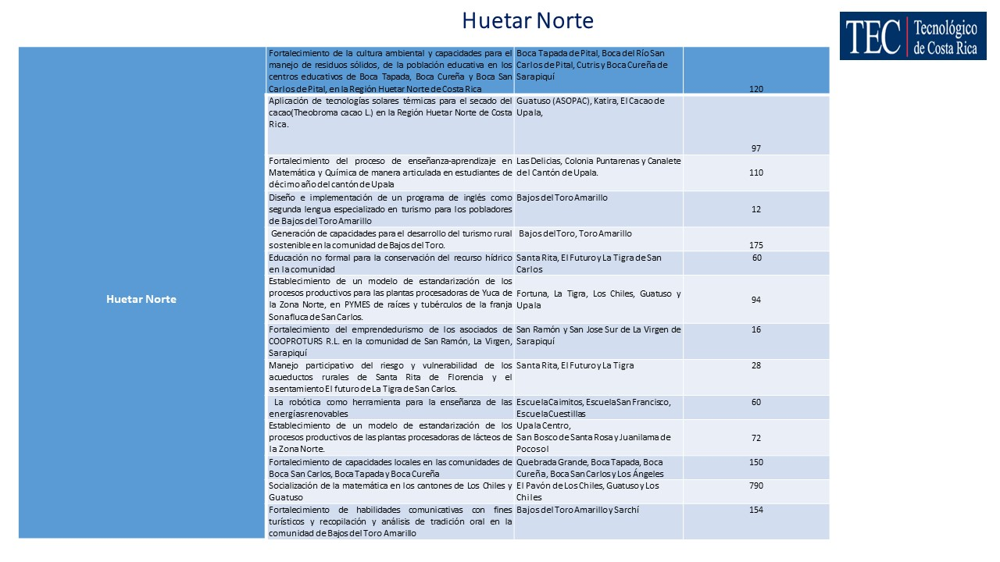 Huetar Norte
TEC | Tecnológico
de Costa Rica
Huetar Norte
Fortalecimiento de la cultura ambiental y capacidades para el
manejo de residuos sólidos, de la población educativa en los
centros educativos de Boca Tapada, Boca Cureña y Boca San
Carlos de Pital, en la Región Huetar Norte de Costa Rica
Boca Tapada de Pital, Boca del Río San
Carlos de Pital, Cutris y Boca Cureña de
Sarapiquí
120
Aplicación de tecnologías solares térmicas para el secado del
cacao(Theobroma cacao L.) en la Región Huetar Norte de Costa
Rica.
Guatuso (ASOPAC), Katira, El Cacao de
Upala,
97
Fortalecimiento del proceso de enseñanza-aprendizaje en
Matemática y Química de manera articulada en estudiantes de
décimo año del cantón de Upala
Las Delicias, Colonia Puntarenas y Canalete
del Cantón de Upala.
110
Diseño e implementación de un programa de inglés como
segunda lengua especializado en turismo para los pobladores
de Bajos del Toro Amarillo
Bajos del Toro Amarillo
12
Generación de capacidades para el desarrollo del turismo rural
sostenible en la comunidad de Bajos del Toro.
Bajos del Toro, Toro Amarillo
175
Educación no formal para la conservación del recurso hídrico
en la comunidad
Santa Rita, El Futuro y La Tigra de San
Carlos
60
Establecimiento de un modelo de estandarización de los
procesos productivos para las plantas procesadoras de Yuca de
la Zona Norte, en PYMES de raíces y tubérculos de la franja
Sonafluca de San Carlos.
Fortuna, La Tigra, Los Chiles, Guatuso y
Upala
94
Fortalecimiento del emprendedurismo de los asociados de
COOPROTURS R.L. en la comunidad de San Ramón, La Virgen,
Sarapiquí
San Ramón y San Jose Sur de La Virgen de
Sarapiquí
16
Manejo participativo del riesgo y vulnerabilidad de los
acueductos rurales de Santa Rita de Florencia y el
asentamiento El futuro de La Tigra de San Carlos.
Santa Rita, El Futuro y La Tigra
28
La robótica como herramienta para la enseñanza de las
energías renovables
Escuela Caimitos, Escuela San Francisco,
Escuela Cuestillas
60
Establecimiento de un modelo de estandarización de los
procesos productivos de las plantas procesadoras de lácteos de
la Zona Norte.
Upala Centro,
San Bosco de Santa Rosa y Juanilama de
Pocosol
72
Fortalecimiento de capacidades locales en las comunidades de
Boca San Carlos, Boca Tapada y Boca Cureña
Quebrada Grande, Boca Tapada, Boca
Cureña, Boca San Carlos y Los Ángeles
150
Socialización de la matemática en los cantones de Los Chiles y
Guatuso
El Pavón de Los Chiles, Guatuso y Los
Chiles
790
Fortalecimiento de habilidades comunicativas con fines
turísticos y recopilación y análisis de tradición oral en la
comunidad de Bajos del Toro Amarillo
Bajos del Toro Amarillo y Sarchí
154